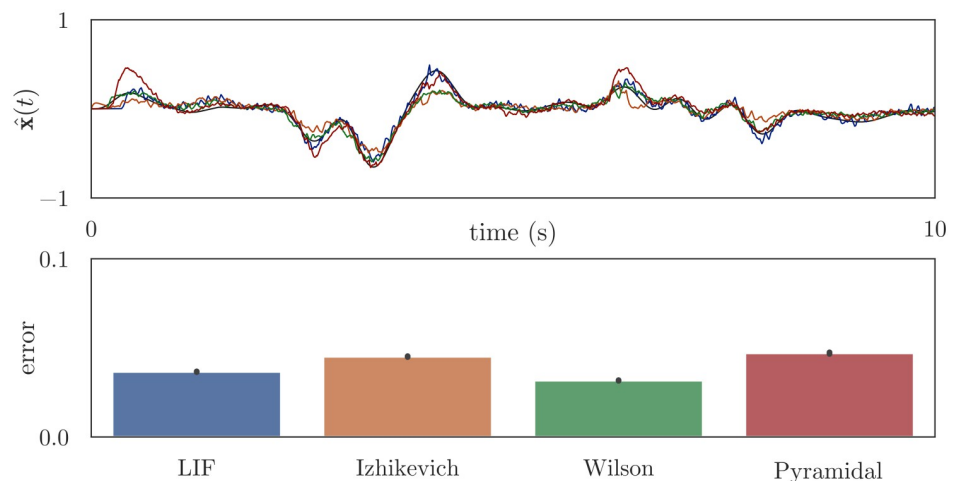 1
x̂(t)
−1
0
time (s)
10
0.1
error
0.0
LIF
Izhikevich
Wilson
Pyramidal